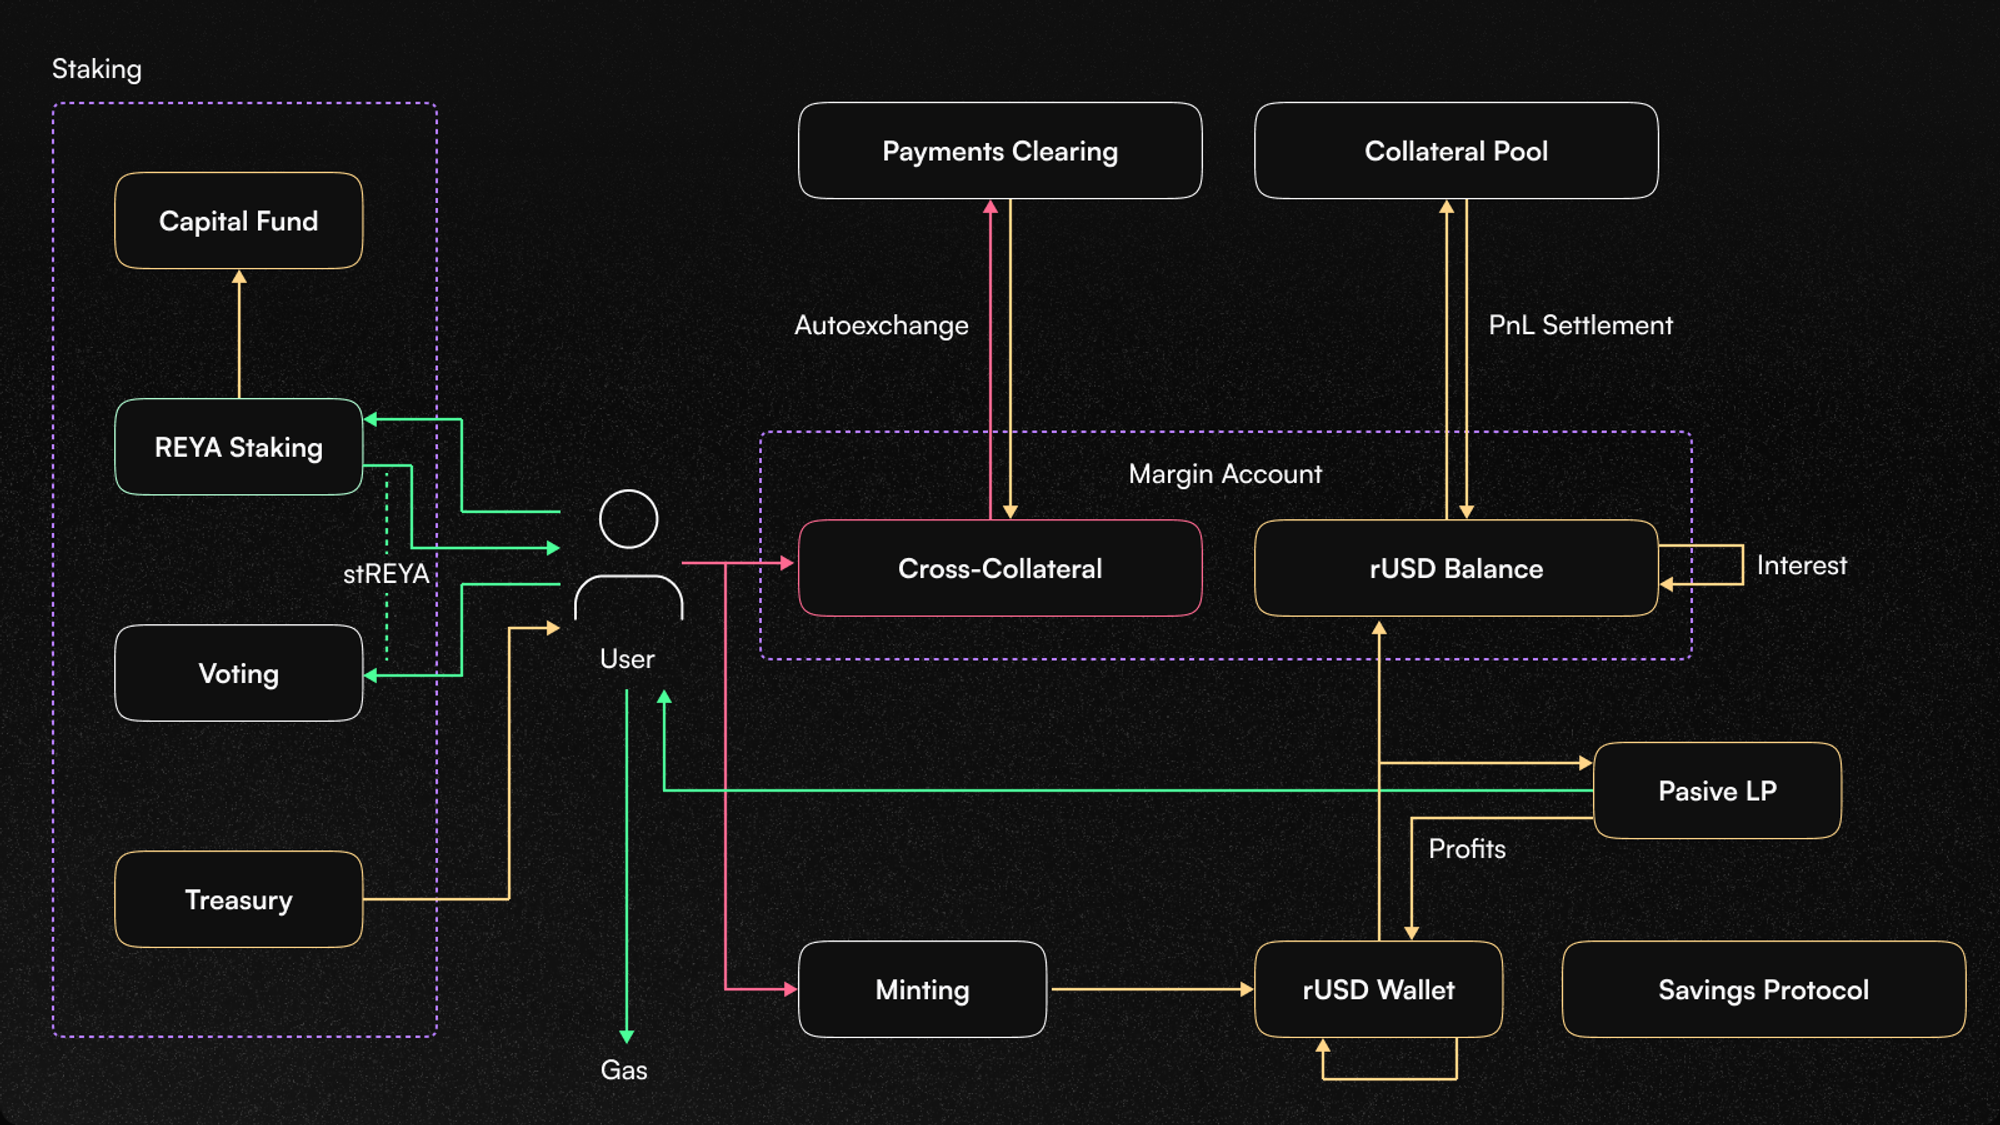 Staking
Payments Clearing
Collateral Pool
Capital Fund
Autoexchange
PnL Settlement
REYA Staking
Margin Account
Cross-Collateral
rUSD Balance
Interest
stREYA
User
Voting
Pasive LP
Profits
Treasury
Minting
rUSD Wallet
Savings Protocol
Gas